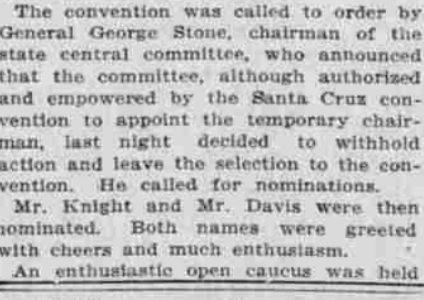 The convention was called to order by
General George Stone, chairman of the
state central committee, who announced
that the committee, although authorized
and empowered by the Santa Cruz con-
vention to appoint the temporary chair-
man, last night decided to withhold
action and leave the selection to the con-
vention. He called for nominations.
Mr. Knight and Mr. Davis were then
nominated. Both names were greeted
with cheers and much enthusiasm.
An enthusiastic open caucus was held